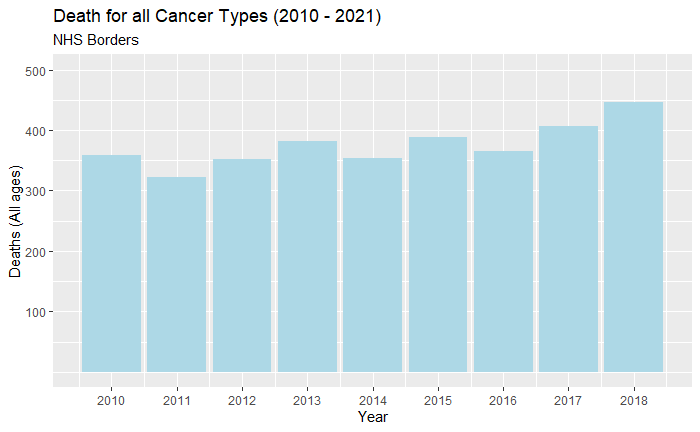 Death for all Cancer Types (2010 - 2021)
NHS Borders
500
400
300
200
100
Deaths (All ages)
2010 2011 2012 2013 2014 2015 2016 2017 2018
Year